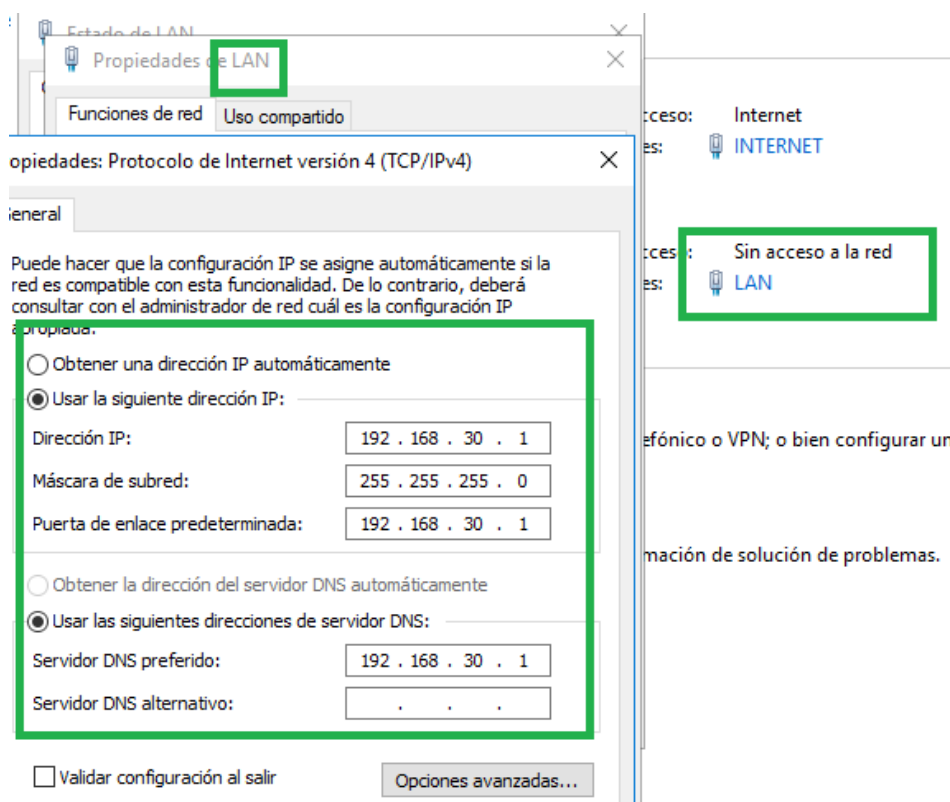 Estado de LAN
Propiedades de LAN
Funciones de red
Uso compartido
cceso: Internet
es: INTERNET
opiedades: Protocolo de Internet versión 4 (TCP/IPv4)
General
cceso: Sin acceso a la red
es: LAN
Puede hacer que la configuración IP se asigne automáticamente si la
red es compatible con esta funcionalidad. De lo contrario, deberá
consultar con el administrador de red cuál es la configuración IP
apropiada.
Obtener una dirección IP automáticamente
Usar la siguiente dirección IP:
Dirección IP: 192 . 168 . 30 . 1
efónico o VPN; o bien configurar un
Máscara de subred: 255 . 255 . 255 . 0
Puerta de enlace predeterminada: 192 . 168 . 30 . 1
mación de solución de problemas.
Obtener la dirección del servidor DNS automáticamente
Usar las siguientes direcciones de servidor DNS:
Servidor DNS preferido: 192 . 168 . 30 . 1
Servidor DNS alternativo: . . .
Validar configuración al salir
Opciones avanzadas...